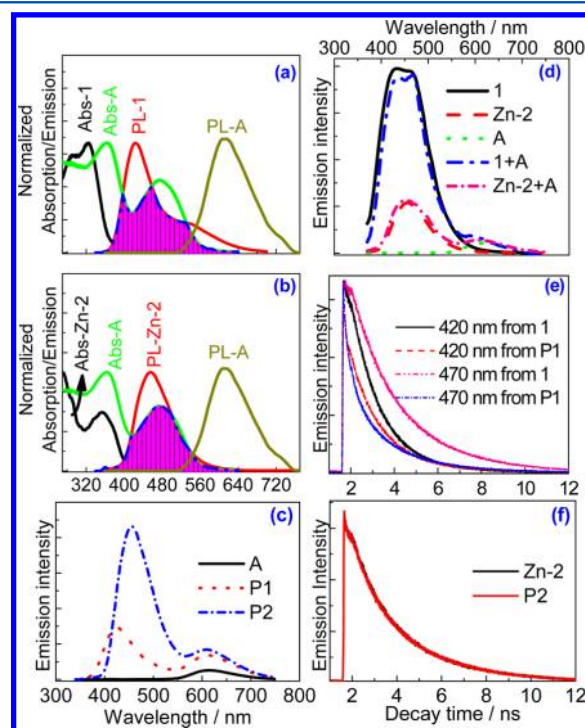 (a)
Normalized
Absorption/Emission
Abs-1
Abs-A
PL-1
PL-A
(b)
Normalized
Absorption/Emission
Abs-Zn-2
Abs-A
PL-Zn-2
PL-A
320 400 480 560 640 720
(c)
Emission intensity
A
P1
P2
300 400 500 600 700 800
Wavelength / nm
Wavelength / nm
300 400 500 600 700 800
(d)
Emission intensity
1
Zn-2
A
1+A
Zn-2+A
(e)
Emission intensity
420 nm from 1
420 nm from P1
470 nm from 1
470 nm from P1
2 4 6 8 10 12
(f)
Emission intensity
Zn-2
P2
2 4 6 8 10 12
Decay time / ns